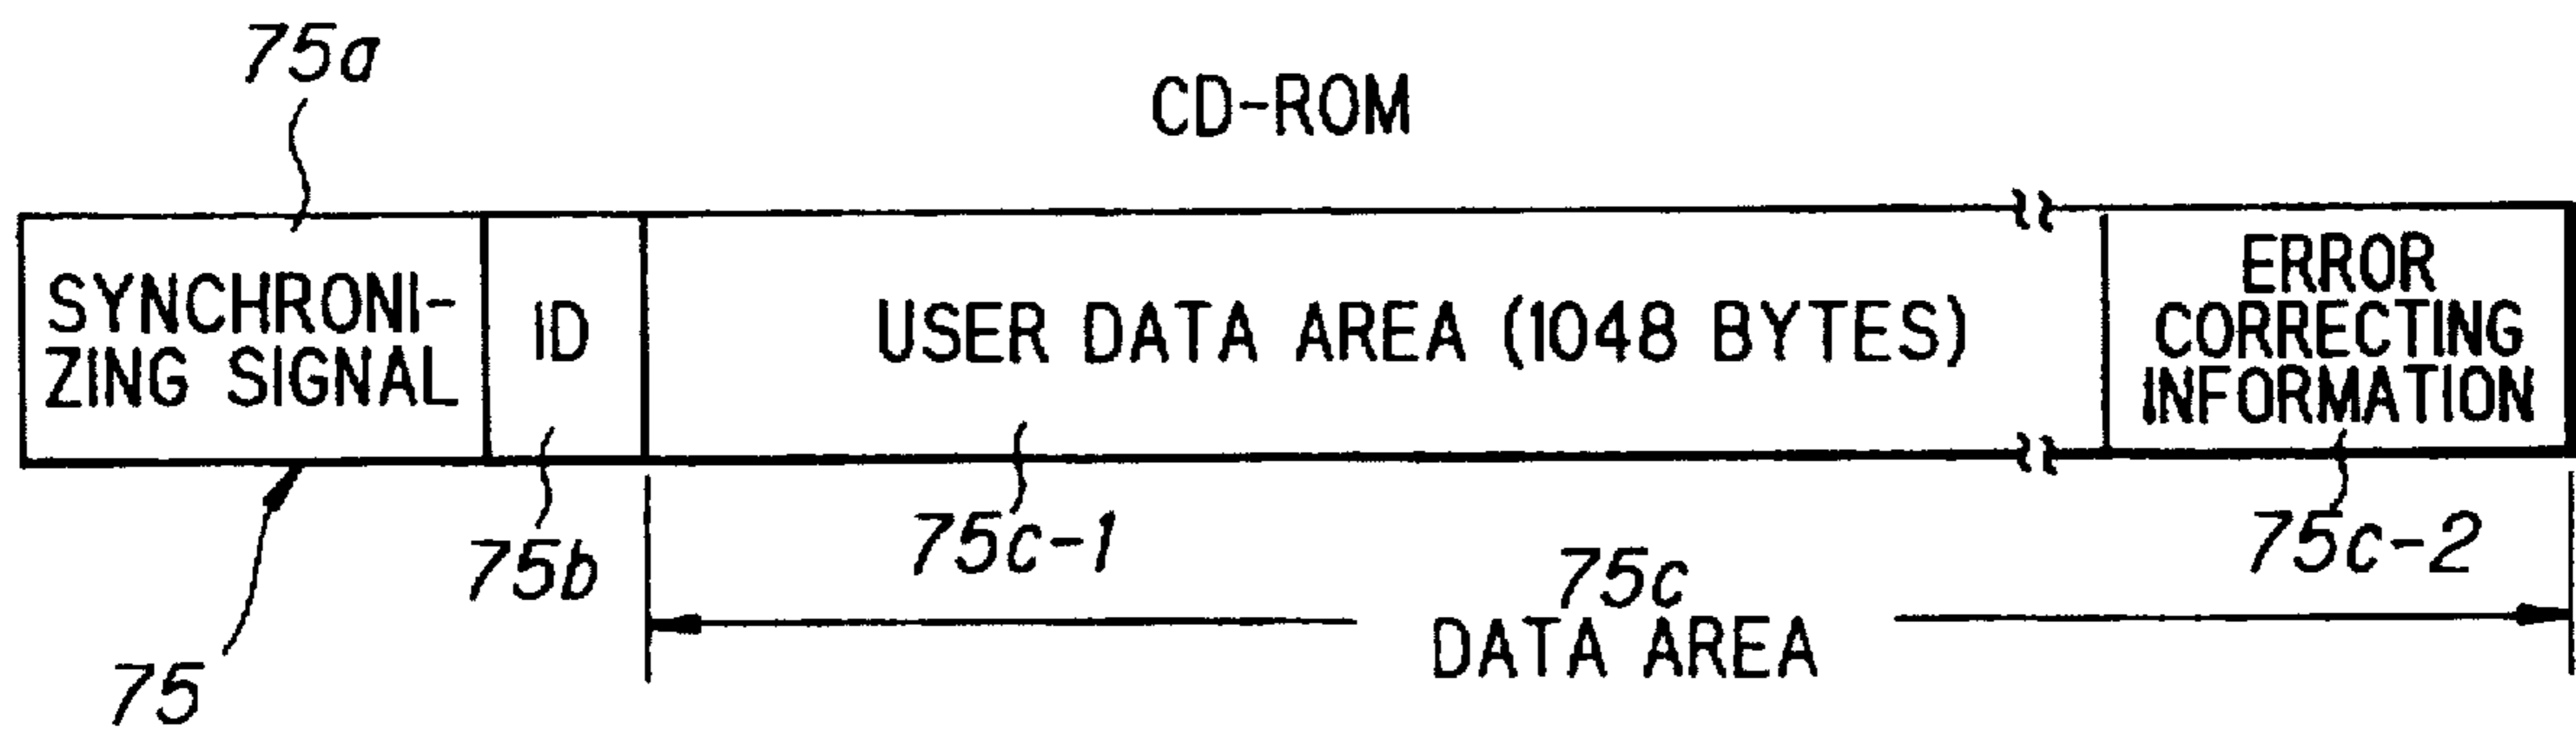 75a
CD-ROM
SYNCHRONI-
ZING SIGNAL
ID
USER DATA AREA (1048 BYTES)
ERROR
CORRECTING
INFORMATION
75
75b
75c-1
75c-2
75c
DATA AREA